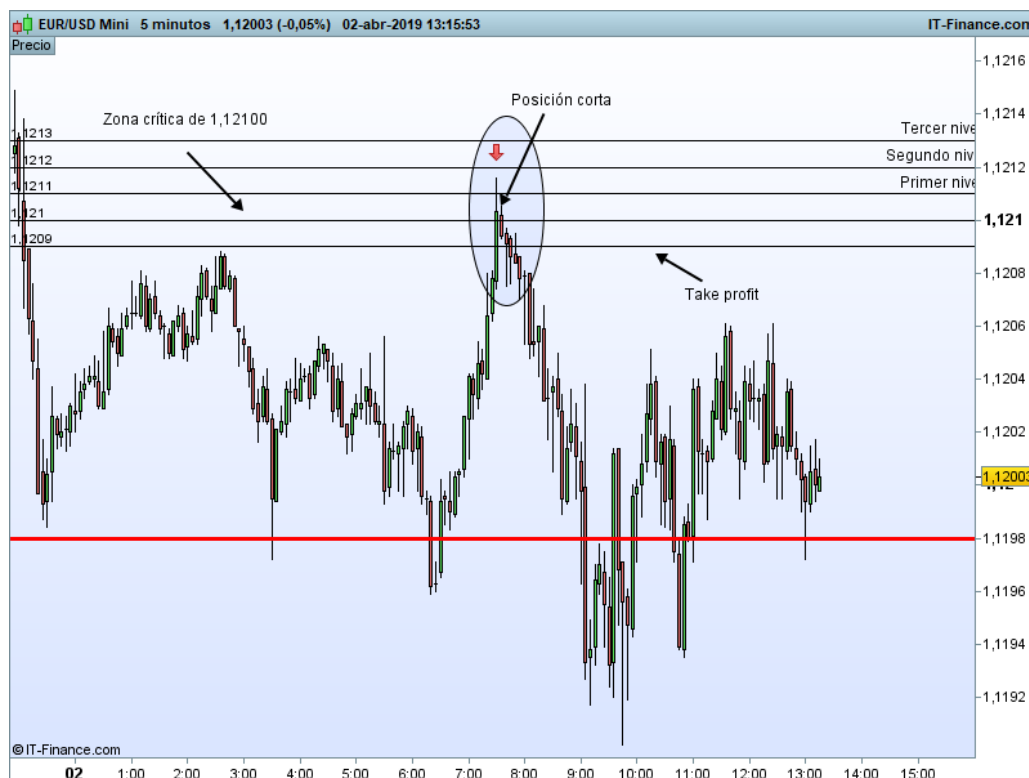 EUR/USD Mini 5 minutos 1,12003 (-0,05%) 02-abr-2019 13:15:53 IT-Finance.com
Precio
1,1216
Posición corta
Zona crítica de 1,12100
1,1214
1,1213 Tercer nive
1,1212 Segundo niv 1,1212
1,1211 Primer nive
1,121 1,121
1,1209
1,1208
Take profit
1,1206
1,1204
1,1202
1,12003
1,12
1,1198
1,1196
1,1194
1,1192
© IT-Finance.com
02 1:00 2:00 3:00 4:00 5:00 6:00 7:00 8:00 9:00 10:00 11:00 12:00 13:00 14:00 15:00